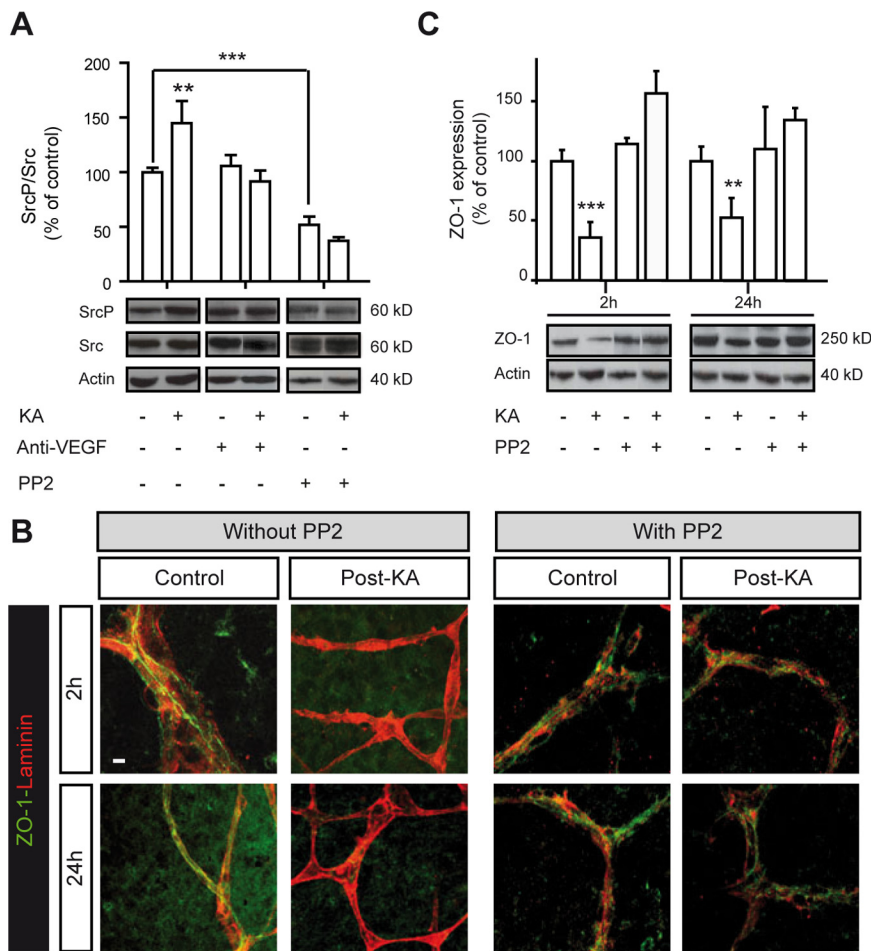 A
200
150
100
50
0
SrcP/Src
(% of control)
***
**
SrcP
60 kD
Src
60 kD
Actin
40 kD
KA - + - + - +
Anti-VEGF - - + + - -
PP2 - - - - + +
C
150
100
50
0
ZO-1 expression
(% of control)
***
**
2h 24h
ZO-1
250 kD
Actin
40 kD
KA - + - + - + - +
PP2 - - + + - - + +
B
Without PP2 With PP2
Control Post-KA Control Post-KA
ZO-1-Laminin
2h
24h